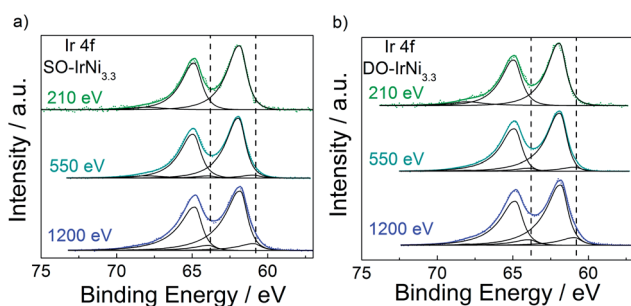 a)
Ir 4f
SO-IrNi3.3
210 eV
550 eV
1200 eV
Intensity / a.u.
75 70 65 60
Binding Energy / eV
b)
Ir 4f
DO-IrNi3.3
210 eV
550 eV
1200 eV
Intensity / a.u.
75 70 65 60
Binding Energy / eV